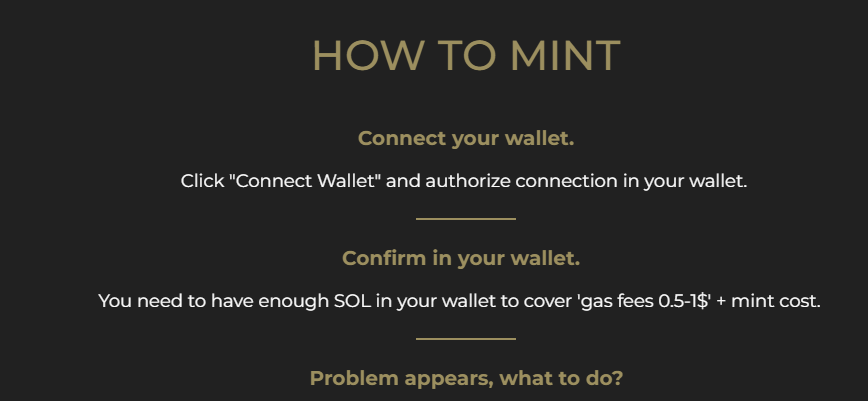 HOW TO MINT
Connect your wallet.
Click "Connect Wallet" and authorize connection in your wallet.
Confirm in your wallet.
You need to have enough SOL in your wallet to cover 'gas fees 0.5-1$' + mint cost.
Problem appears, what to do?